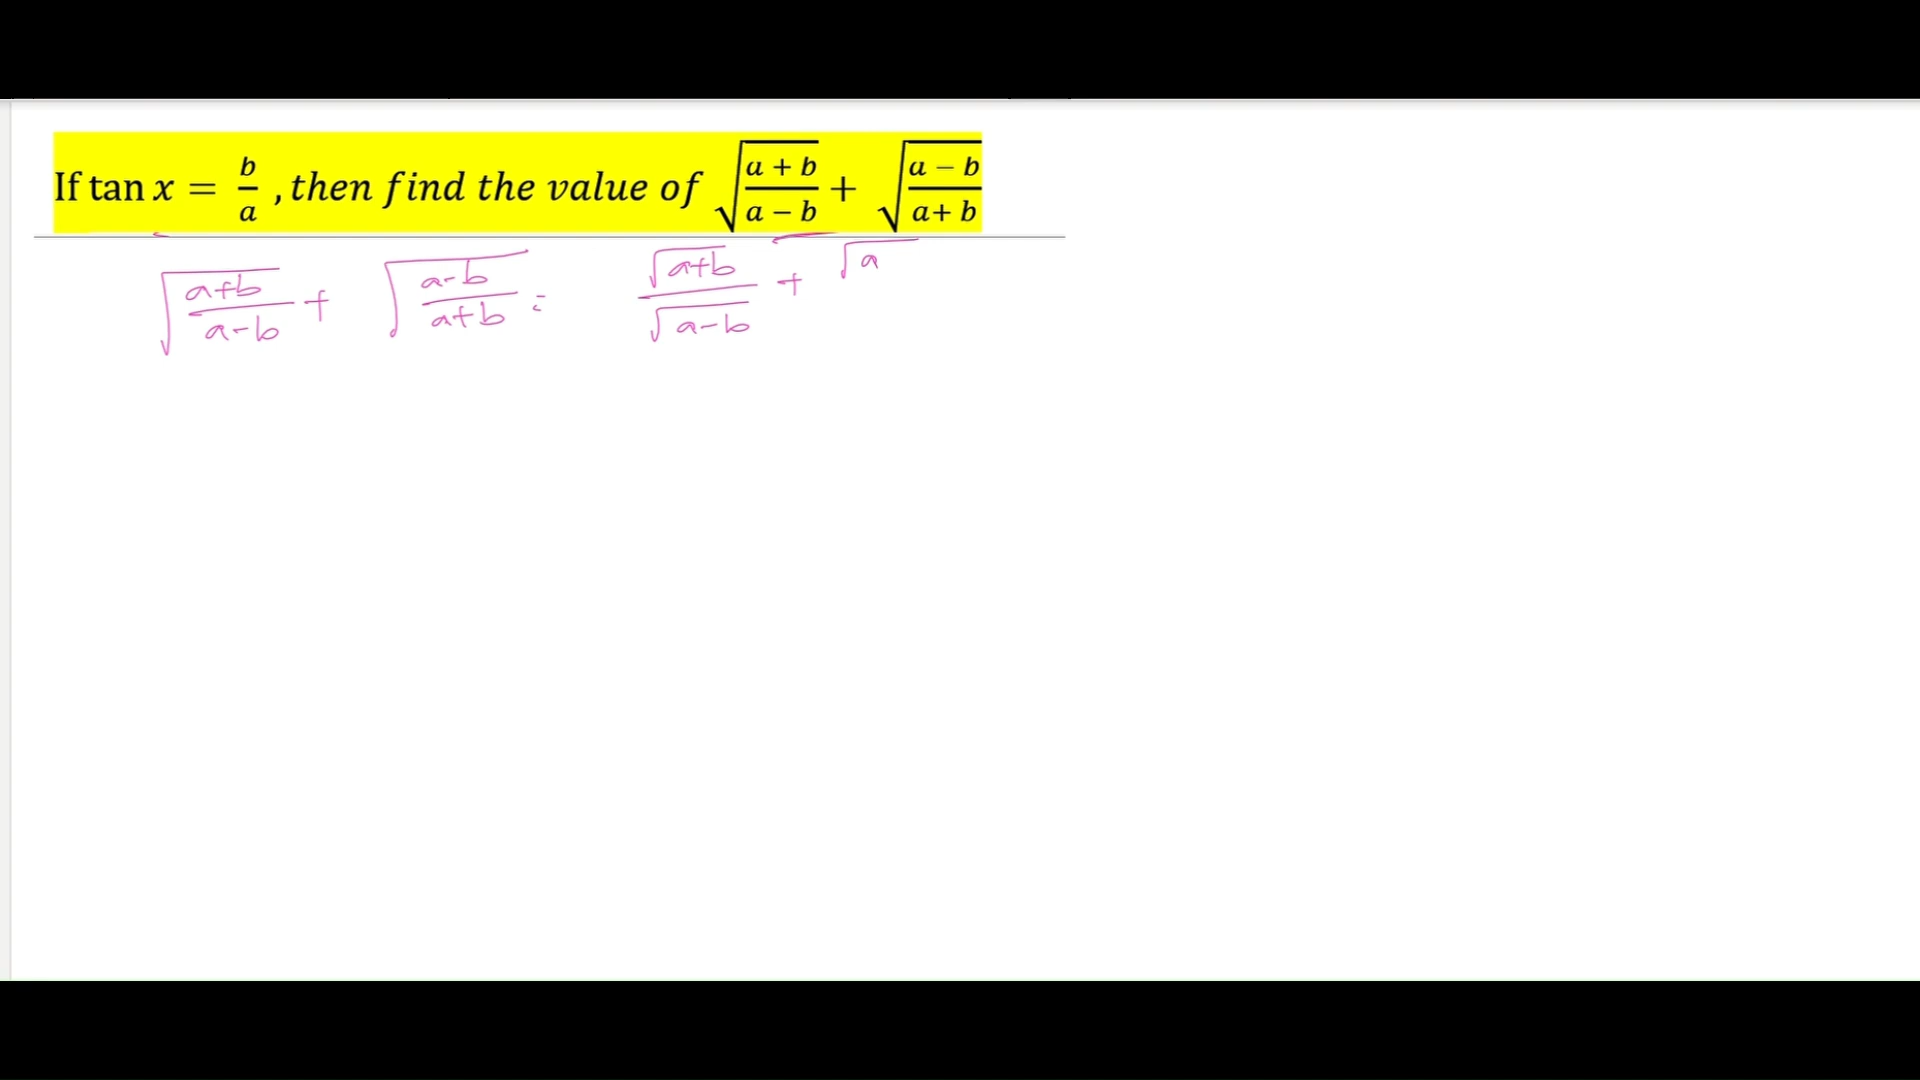 If tan x = b/a , then find the value of √((a + b)/(a − b)) + √((a − b)/(a+ b))
√((a+b)/(a-b)) + √((a-b)/(a+b)) = √(a+b)/√(a-b) + √a